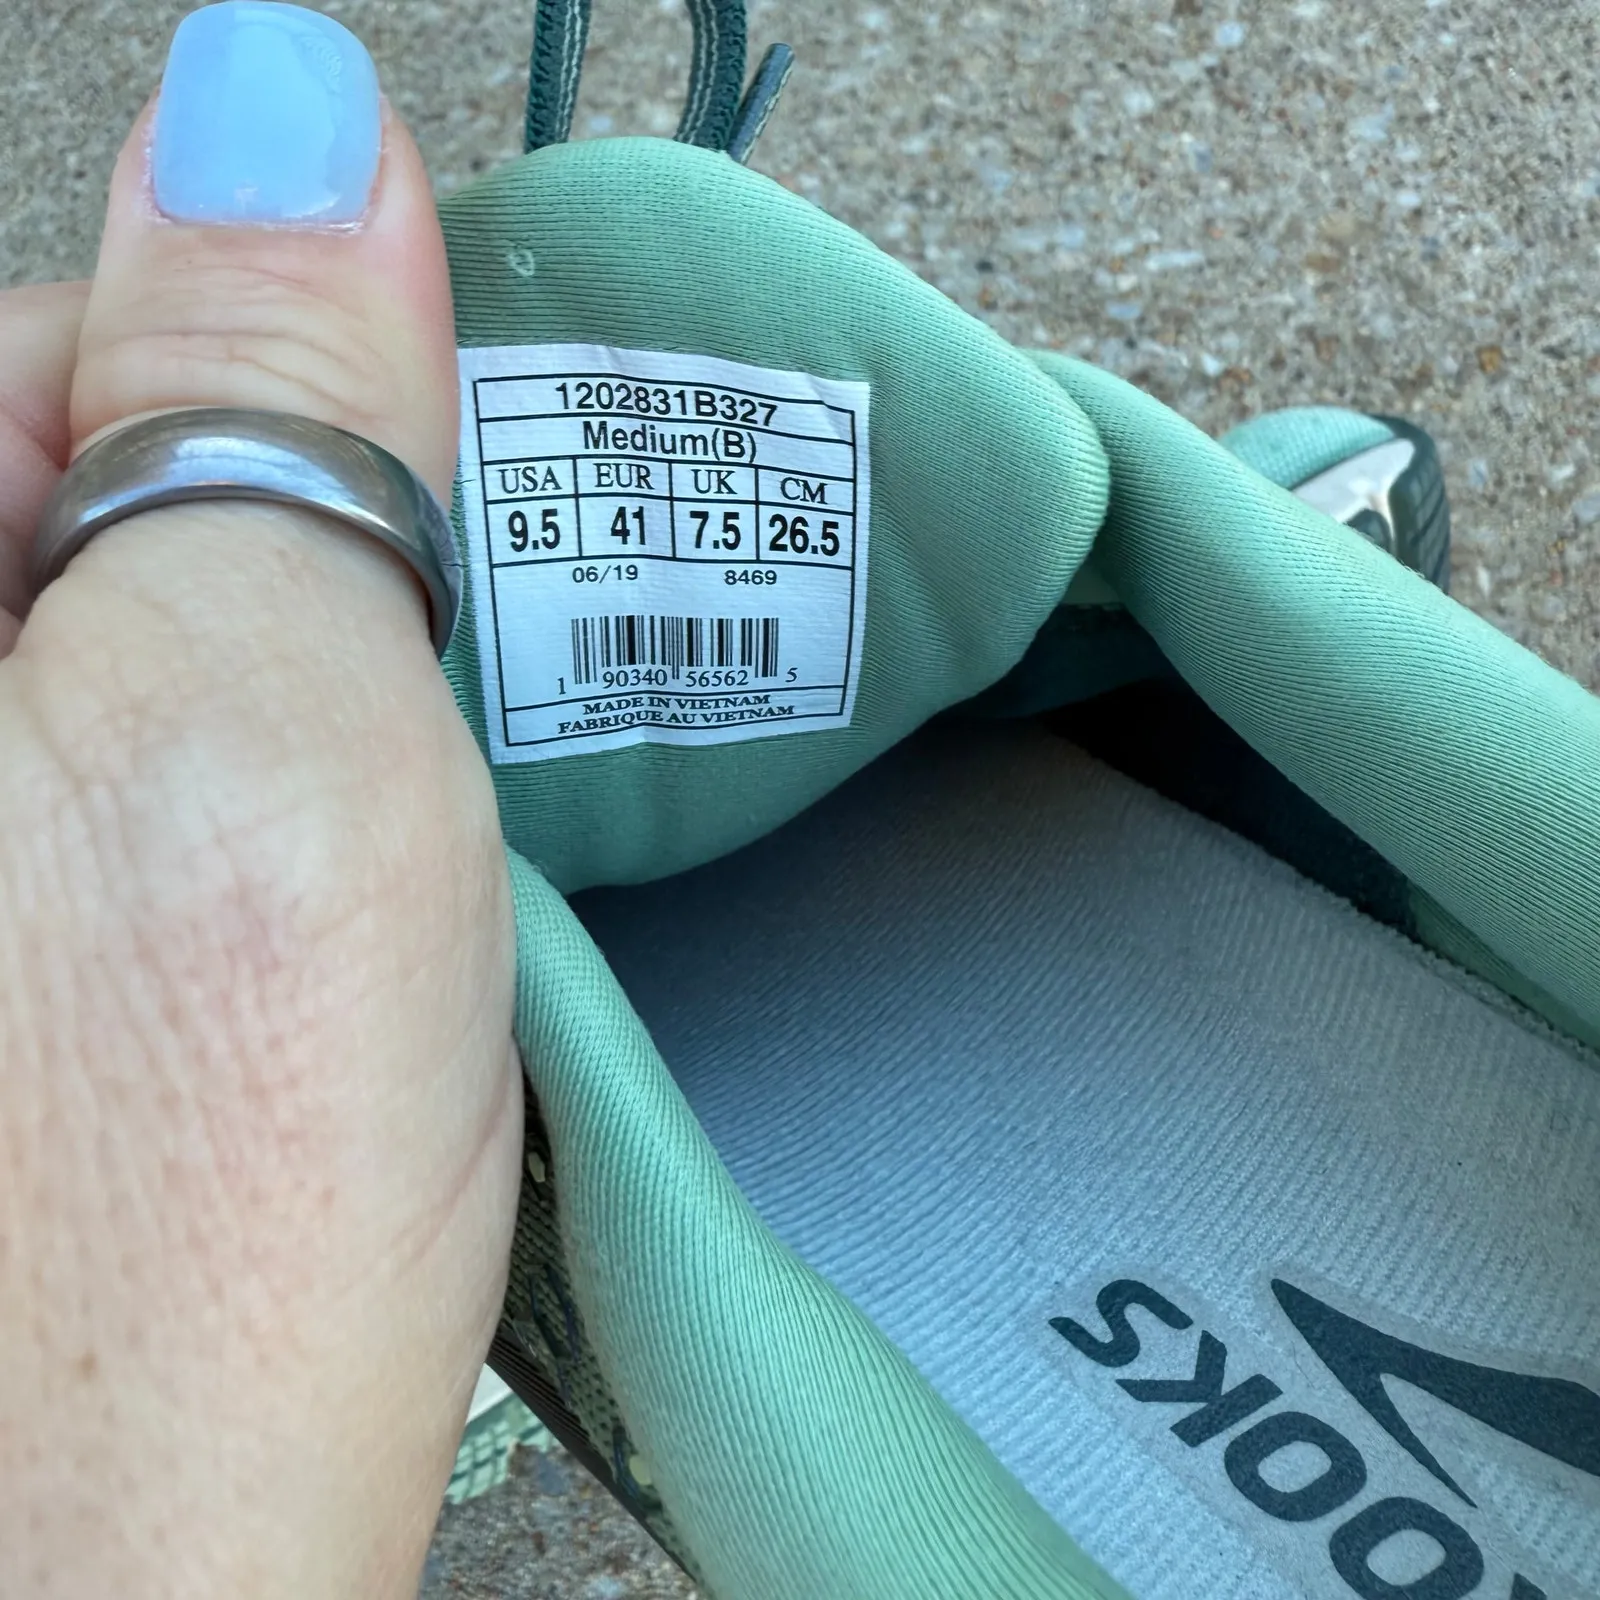 1202831B327
Medium(B)
USA EUR UK CM
9.5 41 7.5 26.5
06/19 8469
1 90340 56562 5
MADE IN VIETNAM
FABRIQUE AU VIETNAM
OOKS